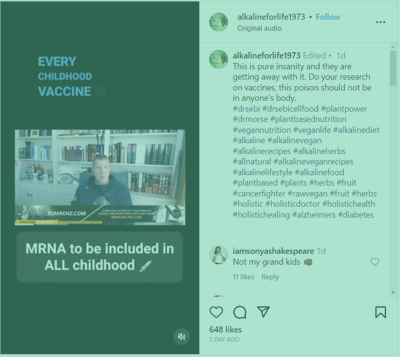 alkalineforlife1973 • Follow
Original audio
EVERY
CHILDHOOD
VACCINE
TOMRENZ.COM
MRNA to be included in
ALL childhood
alkalineforlife1973 Edited • 1d
This is pure insanity and they are
getting away with it. Do your research
on vaccines, this poison should not be
in anyone's body.
#drsebi #drsebicellfood #plantpower
#drmorse #plantbasednutrition
#vegannutrition #veganlife #alkalinediet
#alkaline #alkalinevegan
#alkalinerecipes #alkalineherbs
#allnatural #alkalineveganrecipes
#alkalinelifestyle #alkalinefood
#plantbased #plants #herbs #fruit
#cancerfighter #rawvegan #fruit #herbs
#holistic #holisticdoctor #holistichealth
#holistichealing #alzheimers #diabetes
iamsonyashakespeare 1d
Not my grand kids
11 likes Reply
648 likes
1 DAY AGO